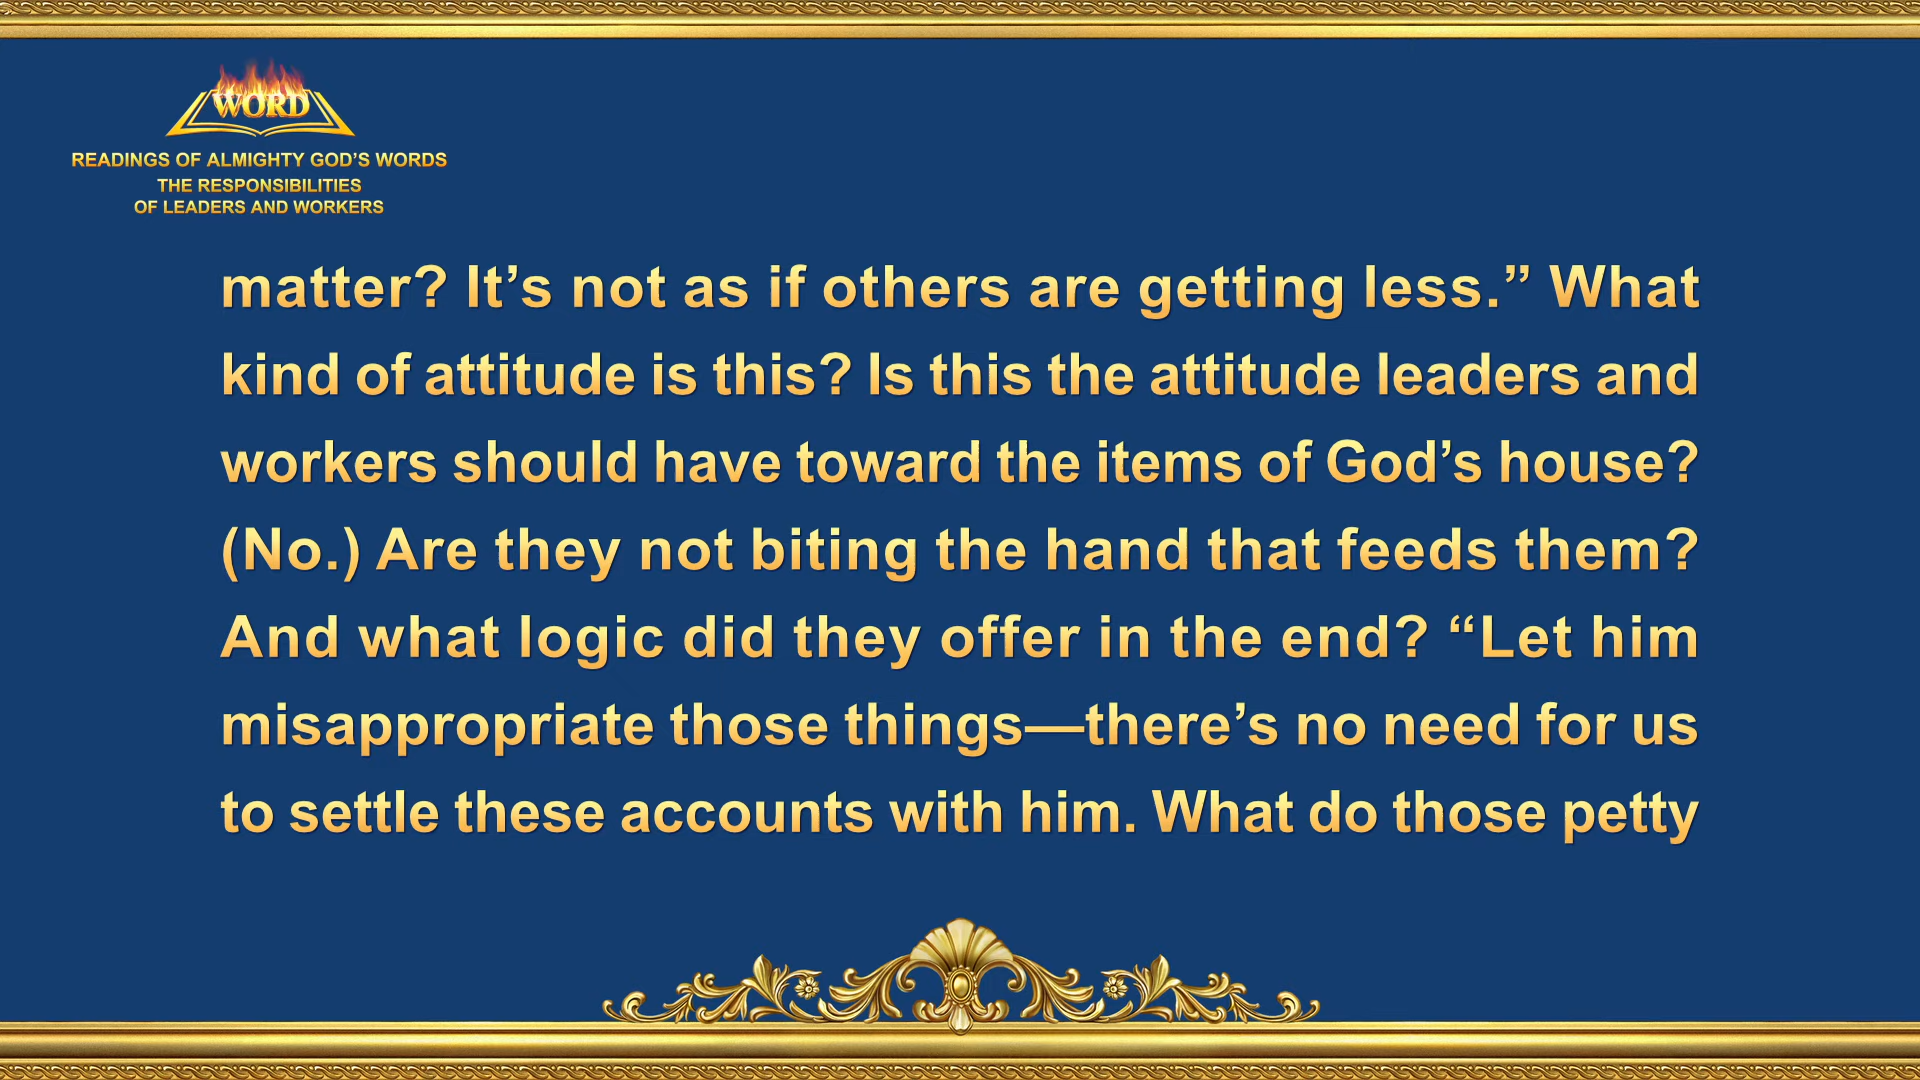 WORD
READINGS OF ALMIGHTY GOD’S WORDS
THE RESPONSIBILITIES
OF LEADERS AND WORKERS
matter? It’s not as if others are getting less.” What
kind of attitude is this? Is this the attitude leaders and
workers should have toward the items of God’s house?
(No.) Are they not biting the hand that feeds them?
And what logic did they offer in the end? “Let him
misappropriate those things—there’s no need for us
to settle these accounts with him. What do those petty